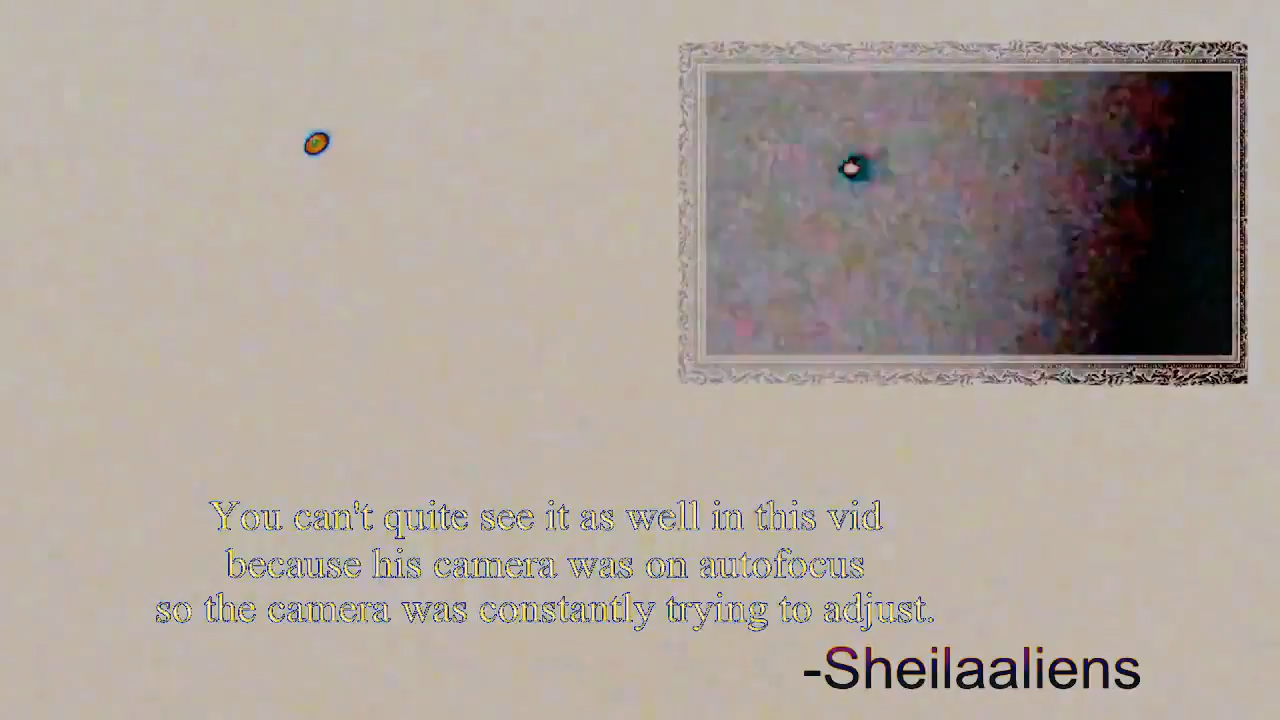 You can't quite see it as well in this vid
because his camera was on autofocus
so the camera was constantly trying to adjust.
-Sheilaaliens